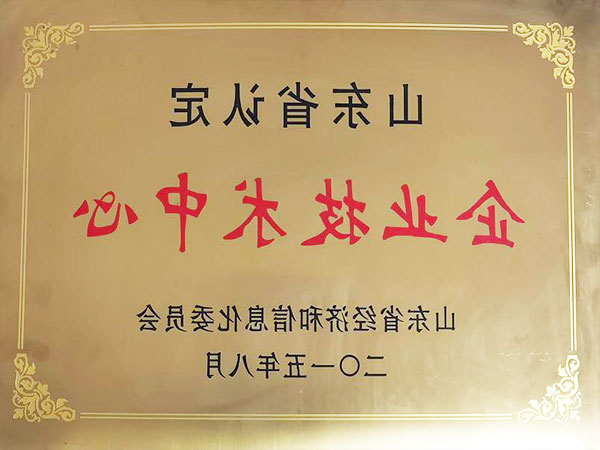 山东省认定
企业技术中心
山东省经济和信息化委员会
二〇一五年八月